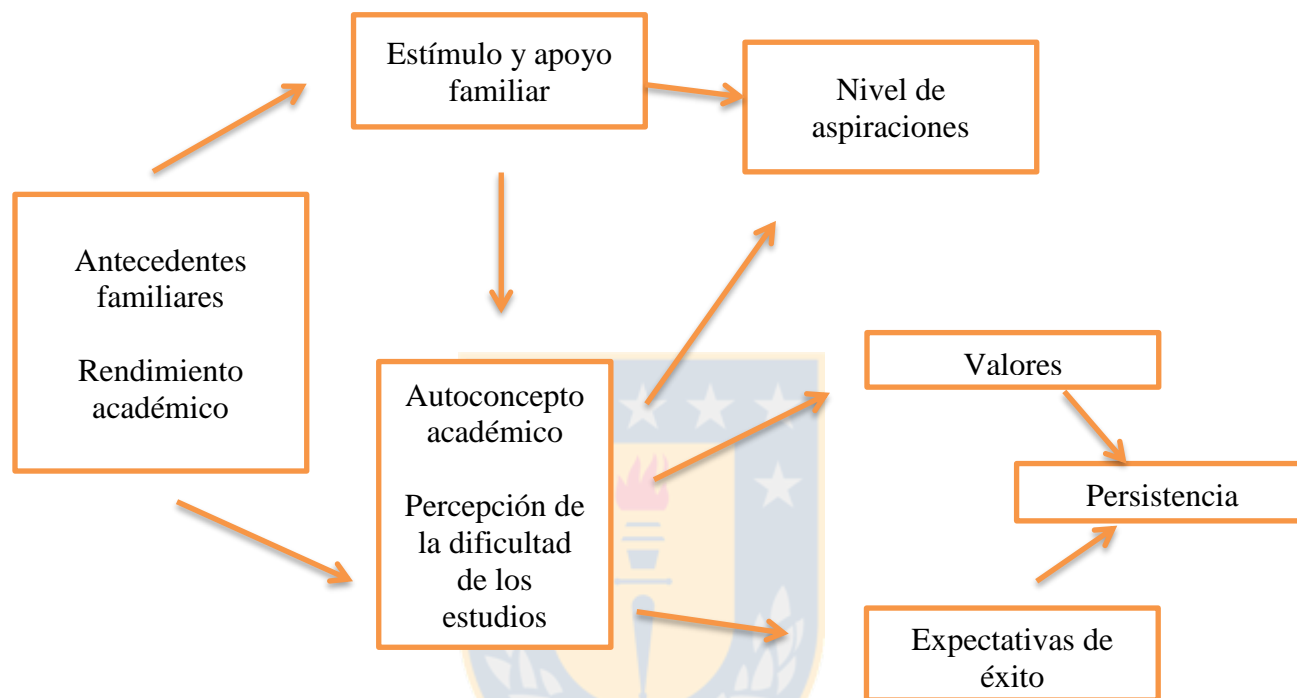 Estímulo y apoyo
familiar
Nivel de
aspiraciones
Antecedentes
familiares
Rendimiento
académico
Autoconcepto
académico
Percepción de
la dificultad
de los
estudios
Valores
Persistencia
Expectativas de
éxito